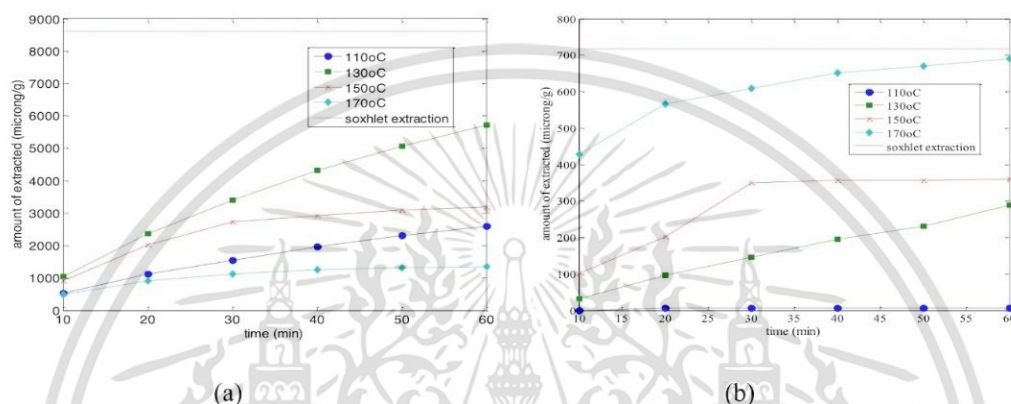 9000
8000
7000
6000
5000
4000
3000
2000
1000
0
10 20 30 40 50 60
time (min)
amount of extracted (microng/g)
110oC
130oC
150oC
170oC
soxhlet extraction
(a)
800
700
600
500
400
300
200
100
0
10 15 20 25 30 35 40 45 50 55 60
time (min)
amount of extracted (microng/g)
110oC
130oC
150oC
170oC
soxhlet extraction
(b)